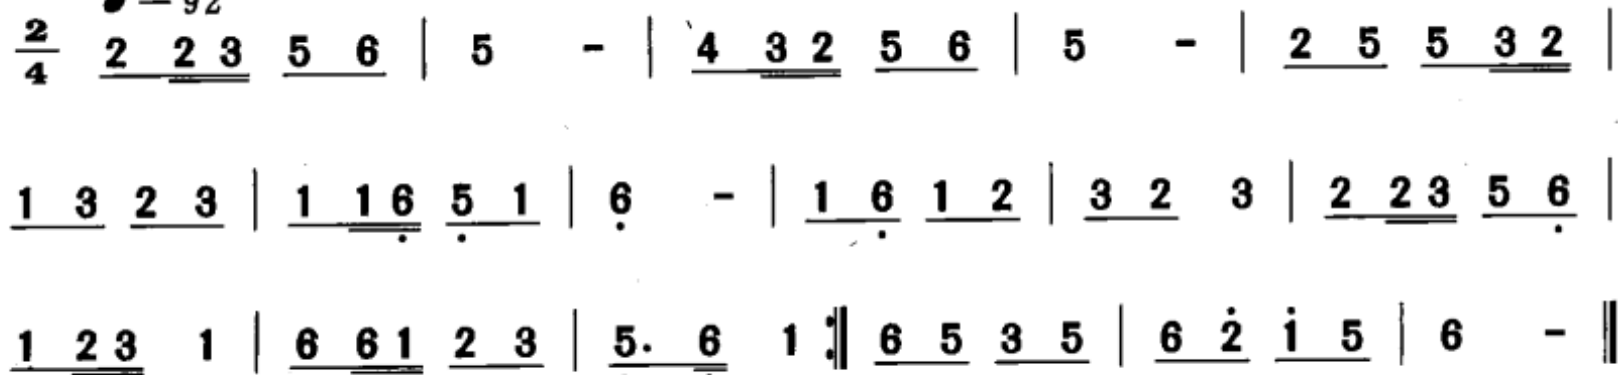 = 92
2/4 2 2 3 5 6 | 5 - | 4 3 2 5 6 | 5 - | 2 5 5 3 2 |
1 3 2 3 | 1 1 6̣ 5̣ 1 | 6̣ - | 1 6̣ 1 2 | 3 2 3 | 2 2 3 5 6̣ |
1 2 3 1 | 6 6 1 2 3 | 5. 6 1 :‖ 6 5 3 5 | 6 2̇ 1̇ 5 | 6 - ‖